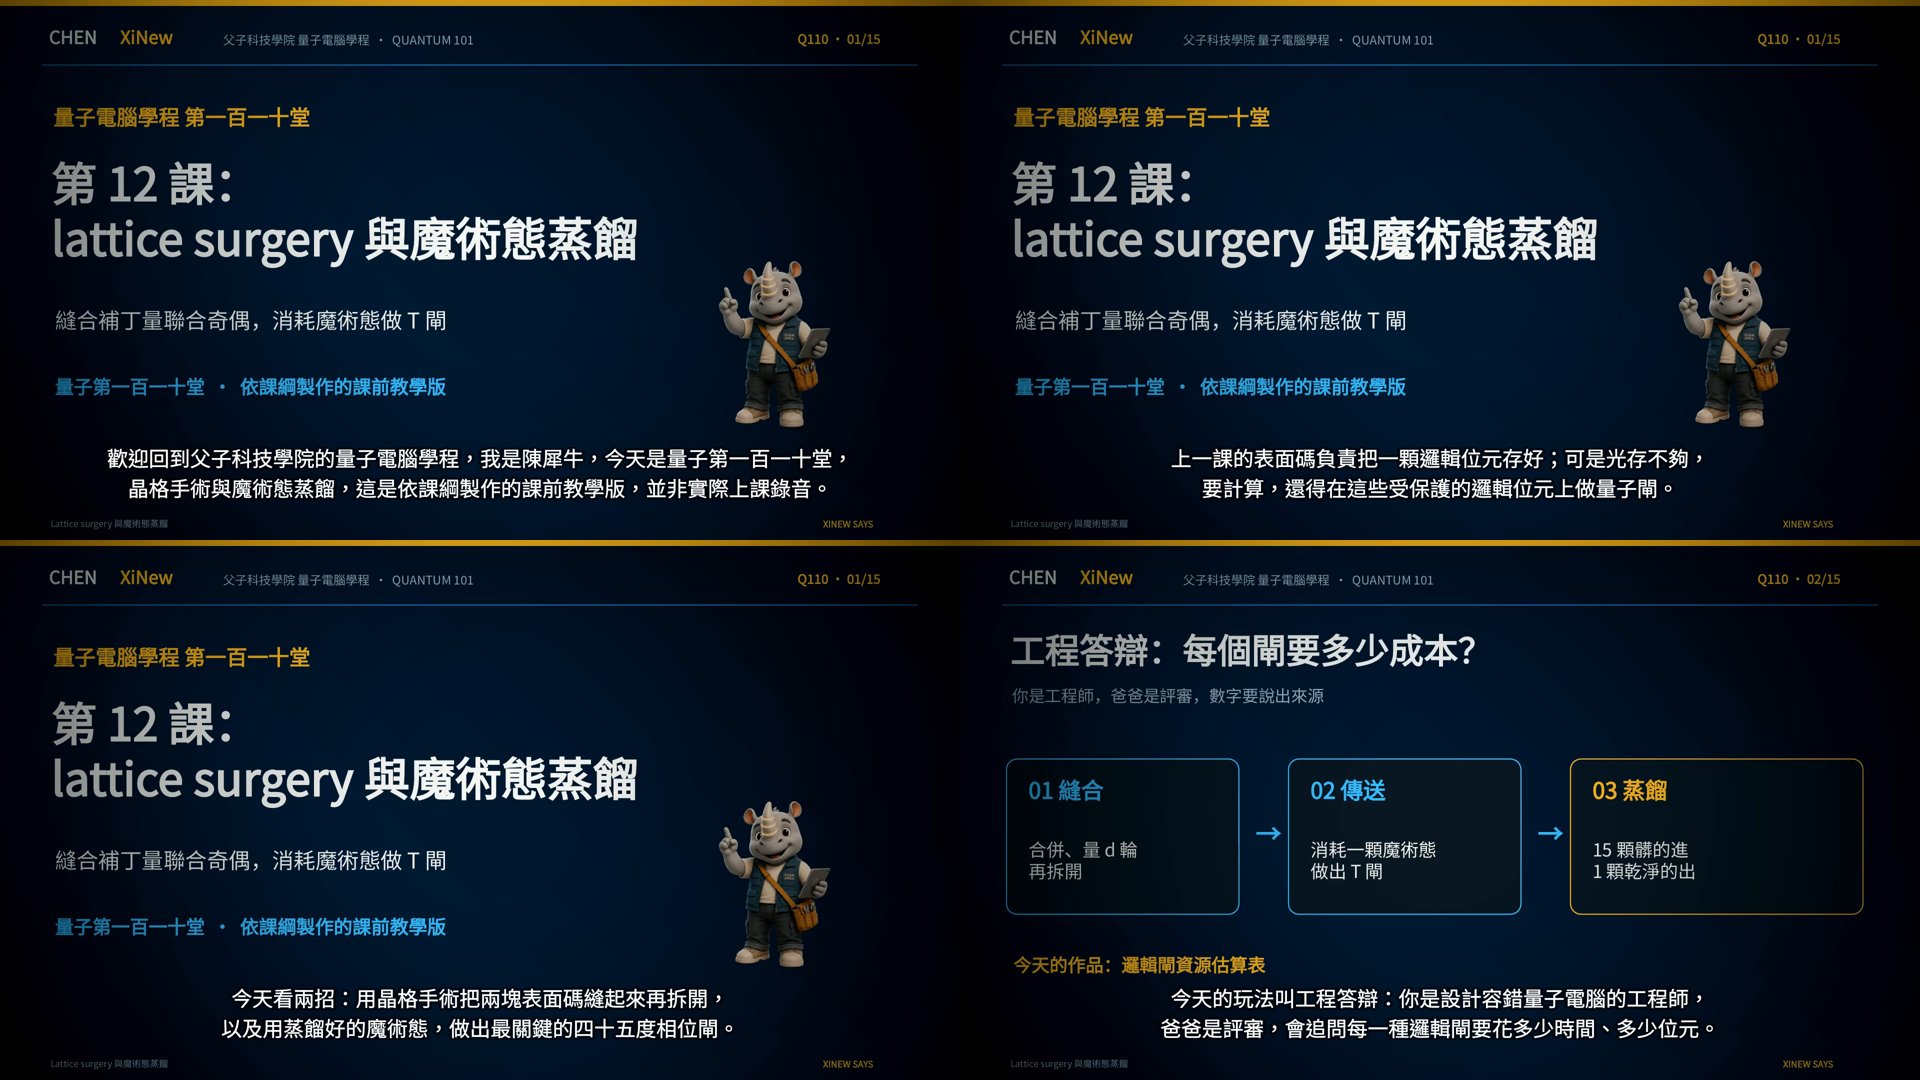 CHEN XiNew 父子科技學院 量子電腦學程 · QUANTUM 101 Q110 · 01/15
量子電腦學程 第一百一十堂
第 12 課：
lattice surgery 與魔術態蒸餾
縫合補丁量聯合奇偶，消耗魔術態做 T 閘
量子第一百一十堂 · 依課綱製作的課前教學版
歡迎回到父子科技學院的量子電腦學程，我是陳犀牛，今天是量子第一百一十堂，
晶格手術與魔術態蒸餾，這是依課綱製作的課前教學版，並非實際上課錄音。
Lattice surgery 與魔術態蒸餾 XINEW SAYS
CHEN XiNew 父子科技學院 量子電腦學程 · QUANTUM 101 Q110 · 01/15
量子電腦學程 第一百一十堂
第 12 課：
lattice surgery 與魔術態蒸餾
縫合補丁量聯合奇偶，消耗魔術態做 T 閘
量子第一百一十堂 · 依課綱製作的課前教學版
上一課的表面碼負責把一顆邏輯位元存好；可是光存不夠，
要計算，還得在這些受保護的邏輯位元上做量子閘。
Lattice surgery 與魔術態蒸餾 XINEW SAYS
CHEN XiNew 父子科技學院 量子電腦學程 · QUANTUM 101 Q110 · 01/15
量子電腦學程 第一百一十堂
第 12 課：
lattice surgery 與魔術態蒸餾
縫合補丁量聯合奇偶，消耗魔術態做 T 閘
量子第一百一十堂 · 依課綱製作的課前教學版
今天看兩招：用晶格手術把兩塊表面碼縫起來再拆開，
以及用蒸餾好的魔術態，做出最關鍵的四十五度相位閘。
Lattice surgery 與魔術態蒸餾 XINEW SAYS
CHEN XiNew 父子科技學院 量子電腦學程 · QUANTUM 101 Q110 · 02/15
工程答辯：每個閘要多少成本？
你是工程師，爸爸是評審，數字要說出來源
01 縫合
合併、量 d 輪
再拆開
→
02 傳送
消耗一顆魔術態
做出 T 閘
→
03 蒸餾
15 顆髒的進
1 顆乾淨的出
今天的作品：邏輯閘資源估算表
今天的玩法叫工程答辯：你是設計容錯量子電腦的工程師，
爸爸是評審，會追問每一種邏輯閘要花多少時間、多少位元。
Lattice surgery 與魔術態蒸餾 XINEW SAYS